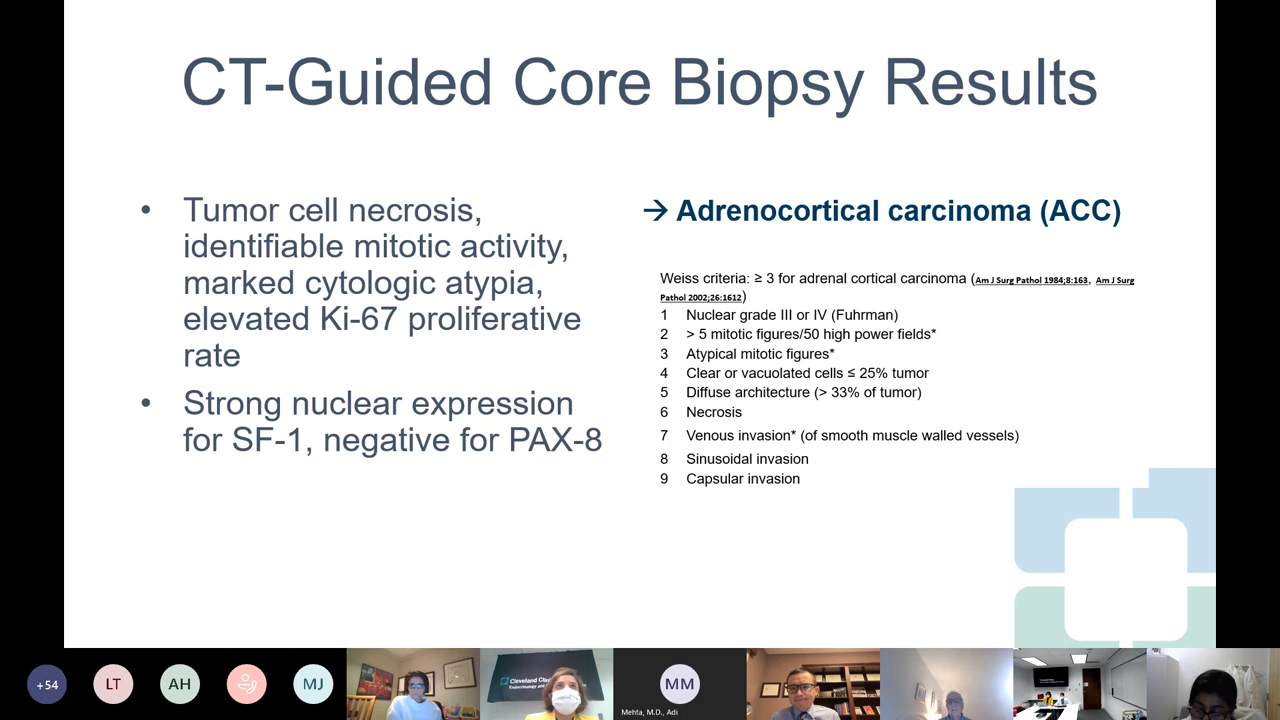 CT-Guided Core Biopsy Results
• Tumor cell necrosis,
identifiable mitotic activity,
marked cytologic atypia,
elevated Ki-67 proliferative
rate
• Strong nuclear expression
for SF-1, negative for PAX-8
→ Adrenocortical carcinoma (ACC)
Weiss criteria: ≥ 3 for adrenal cortical carcinoma (Am J Surg Pathol 1984;8:163, Am J Surg
Pathol 2002;26:1612)
1 Nuclear grade III or IV (Fuhrman)
2 > 5 mitotic figures/50 high power fields*
3 Atypical mitotic figures*
4 Clear or vacuolated cells ≤ 25% tumor
5 Diffuse architecture (> 33% of tumor)
6 Necrosis
7 Venous invasion* (of smooth muscle walled vessels)
8 Sinusoidal invasion
9 Capsular invasion
+54
LT
AH
MJ
Cleveland
Endocrinology and
MM
Mehta, M.D., Adi